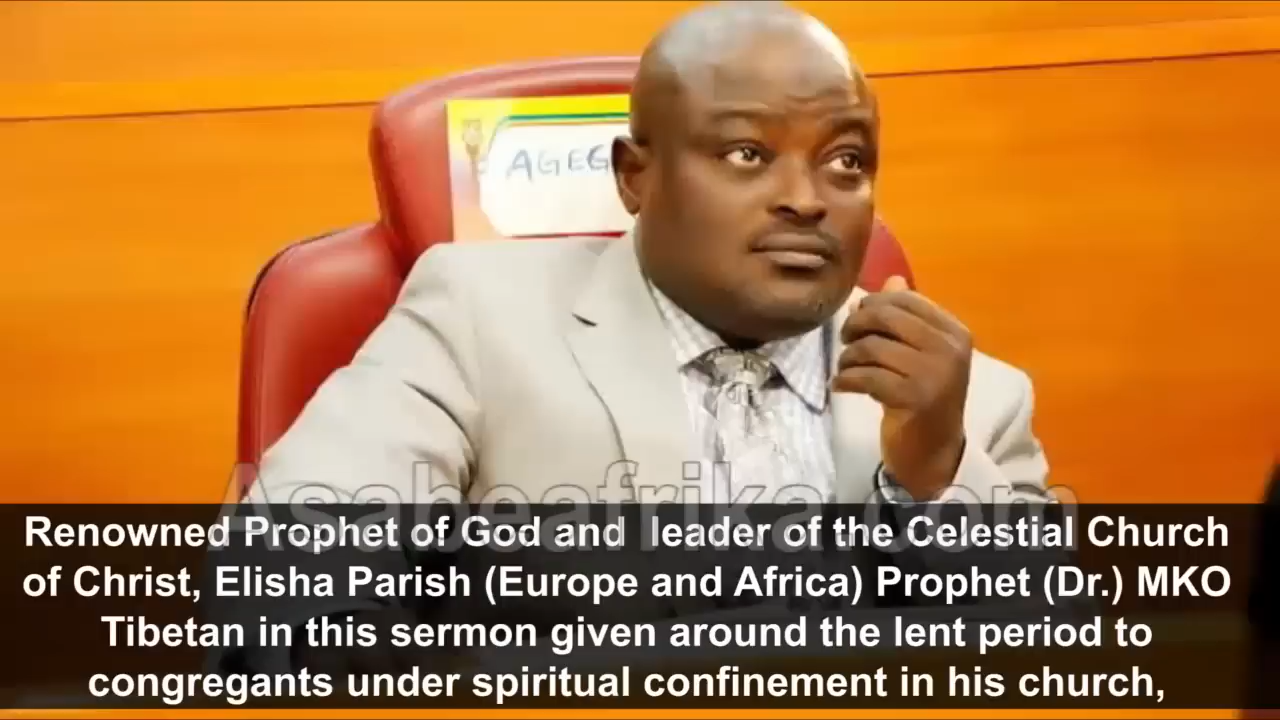 AGEG
Asabeafrika.com
Renowned Prophet of God and leader of the Celestial Church
of Christ, Elisha Parish (Europe and Africa) Prophet (Dr.) MKO
Tibetan in this sermon given around the lent period to
congregants under spiritual confinement in his church,